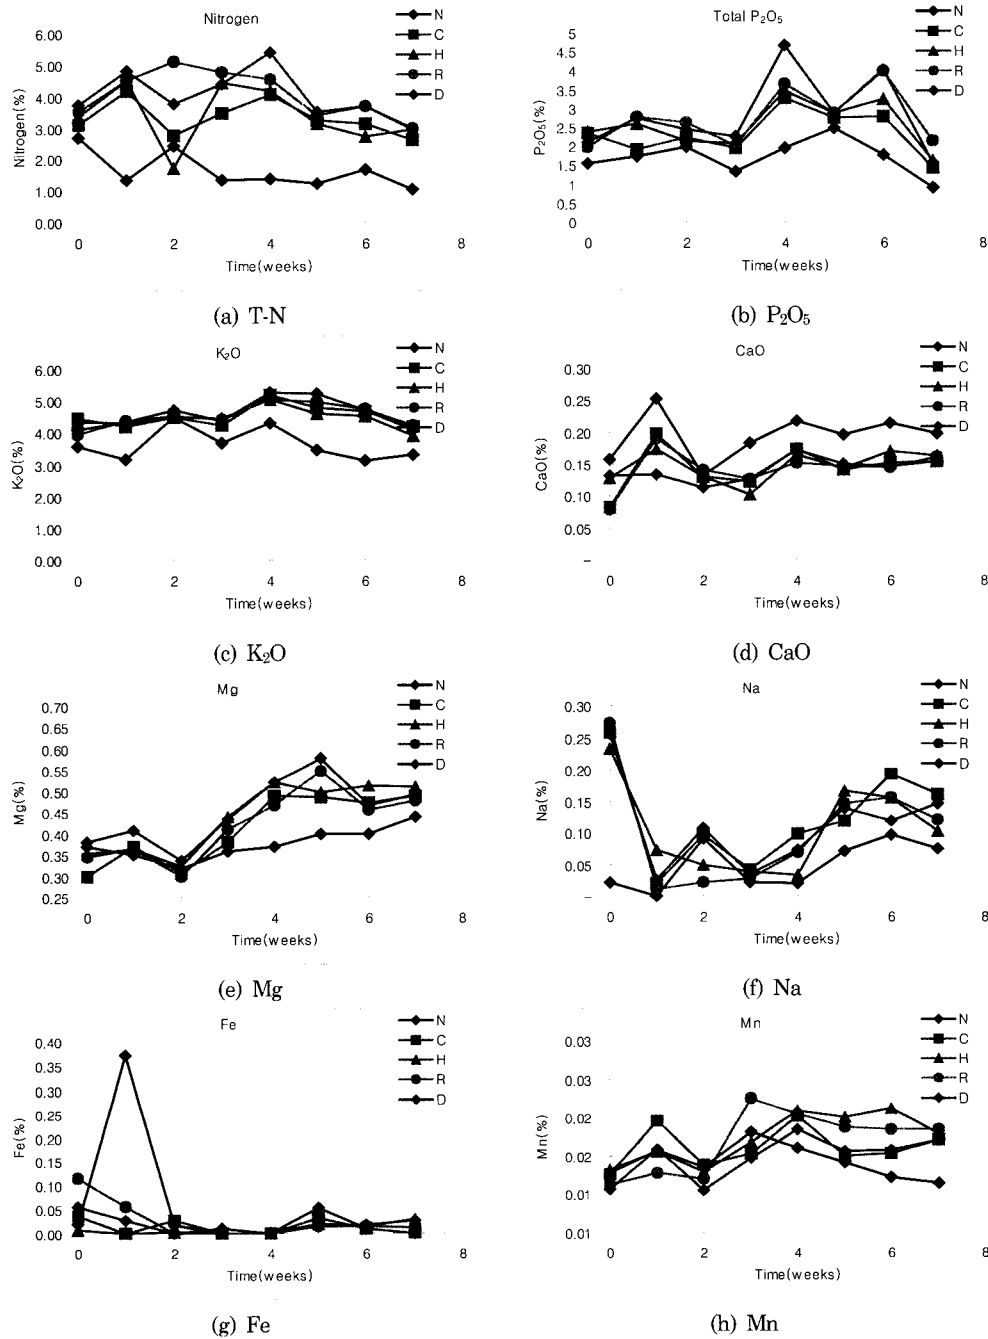 Nitrogen
N
C
H
R
D
6.00
5.00
4.00
3.00
2.00
1.00
0.00
Nitrogen(%)
0 2 4 6 8
Time(weeks)
(a) T-N
Total P₂O₅
N
C
H
R
D
5
4.5
4
3.5
3
2.5
2
1.5
1
0.5
0
P₂O₅(%)
0 2 4 6 8
Time(weeks)
(b) P₂O₅
K₂O
N
C
H
R
D
6.00
5.00
4.00
3.00
2.00
1.00
0.00
K₂O(%)
0 2 4 6 8
Time(weeks)
(c) K₂O
CaO
N
C
H
R
D
0.30
0.25
0.20
0.15
0.10
0.05
–
CaO(%)
0 2 4 6 8
Time(weeks)
(d) CaO
Mg
N
C
H
R
D
0.70
0.65
0.60
0.55
0.50
0.45
0.40
0.35
0.30
0.25
Mg(%)
0 2 4 6 8
Time(weeks)
(e) Mg
Na
N
C
H
R
D
0.30
0.25
0.20
0.15
0.10
0.05
–
Na(%)
0 2 4 6 8
Time(weeks)
(f) Na
Fe
N
C
H
R
D
0.40
0.35
0.30
0.25
0.20
0.15
0.10
0.05
0.00
Fe(%)
0 2 4 6 8
Time(weeks)
(g) Fe
Mn
N
C
H
R
D
0.03
0.03
0.02
0.02
0.01
0.01
Mn(%)
0 2 4 6 8
Time(weeks)
(h) Mn